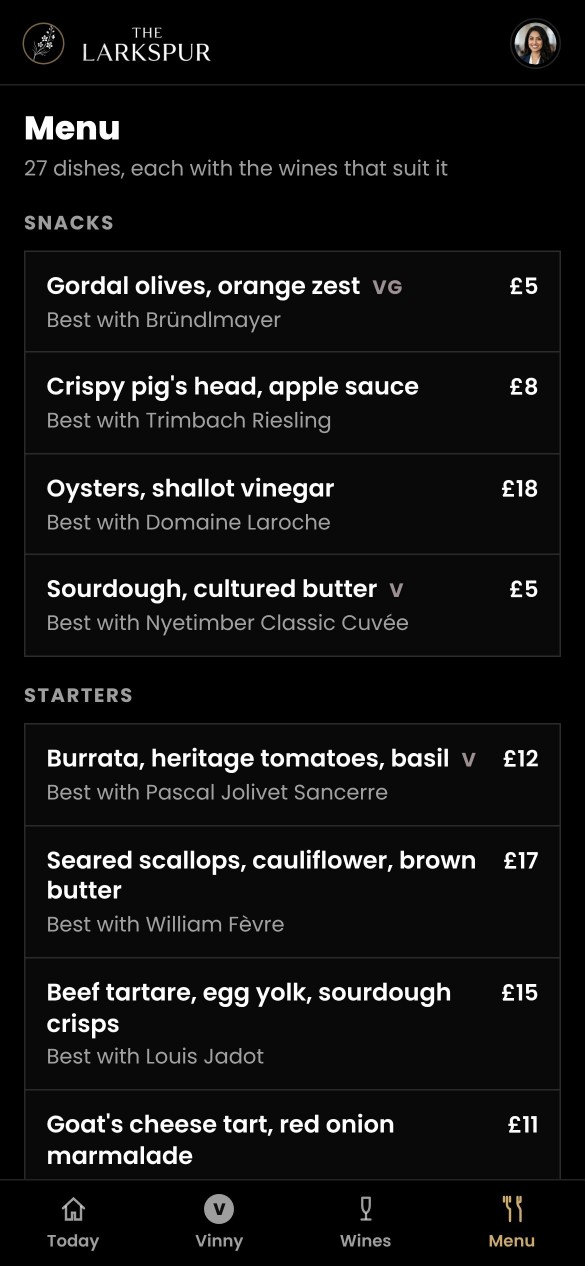 THE
LARKSPUR
Menu
27 dishes, each with the wines that suit it
SNACKS
Gordal olives, orange zest VG £5
Best with Bründlmayer
Crispy pig's head, apple sauce £8
Best with Trimbach Riesling
Oysters, shallot vinegar £18
Best with Domaine Laroche
Sourdough, cultured butter V £5
Best with Nyetimber Classic Cuvée
STARTERS
Burrata, heritage tomatoes, basil V £12
Best with Pascal Jolivet Sancerre
Seared scallops, cauliflower, brown £17
butter
Best with William Fèvre
Beef tartare, egg yolk, sourdough £15
crisps
Best with Louis Jadot
Goat's cheese tart, red onion £11
marmalade
V
Today Vinny Wines Menu